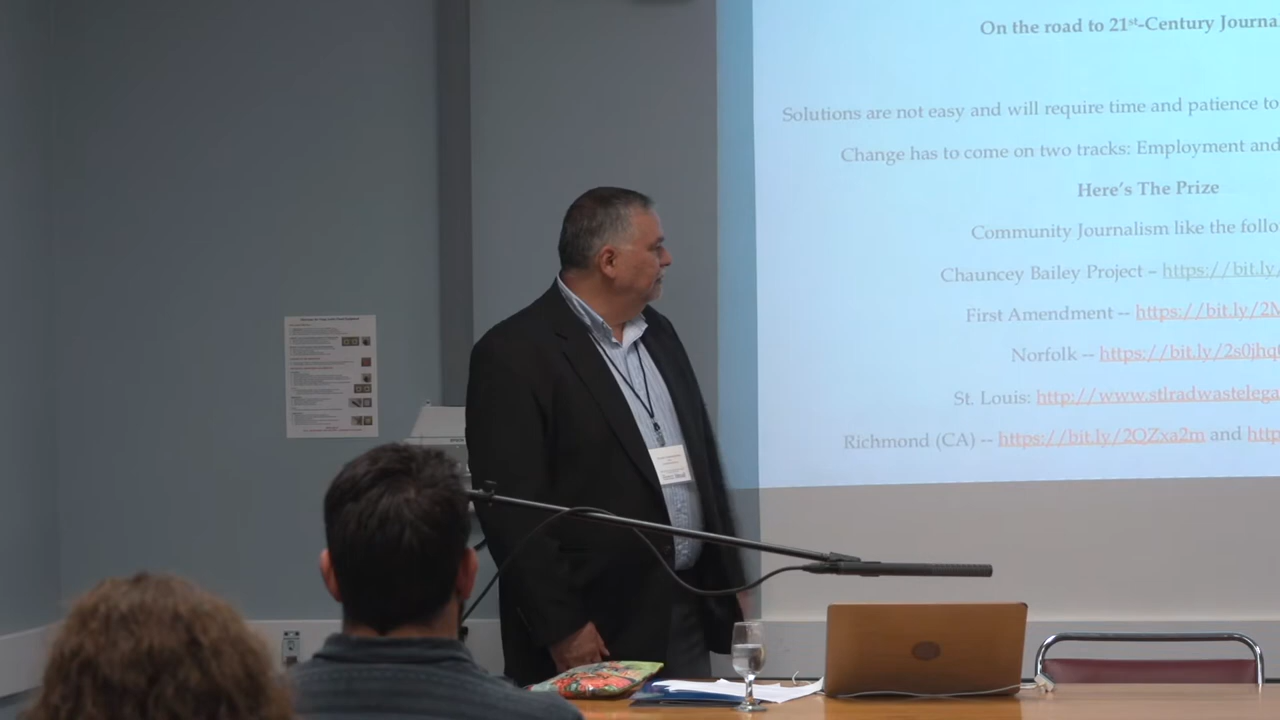 On the road to 21st-Century Journa
Solutions are not easy and will require time and patience to
Change has to come on two tracks: Employment and
Here's The Prize
Community Journalism like the follo
Chauncey Bailey Project – https://bit.ly/
First Amendment -- https://bit.ly/2M
Norfolk -- https://bit.ly/2s0jhq
St. Louis: http://www.stlradwastelega
Richmond (CA) -- https://bit.ly/2QZxa2m and http